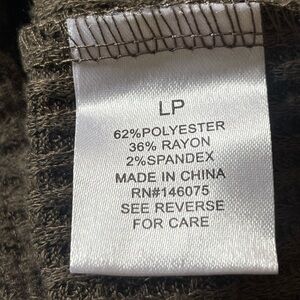 LP
62%POLYESTER
36% RAYON
2%SPANDEX
MADE IN CHINA
RN#146075
SEE REVERSE
FOR CARE